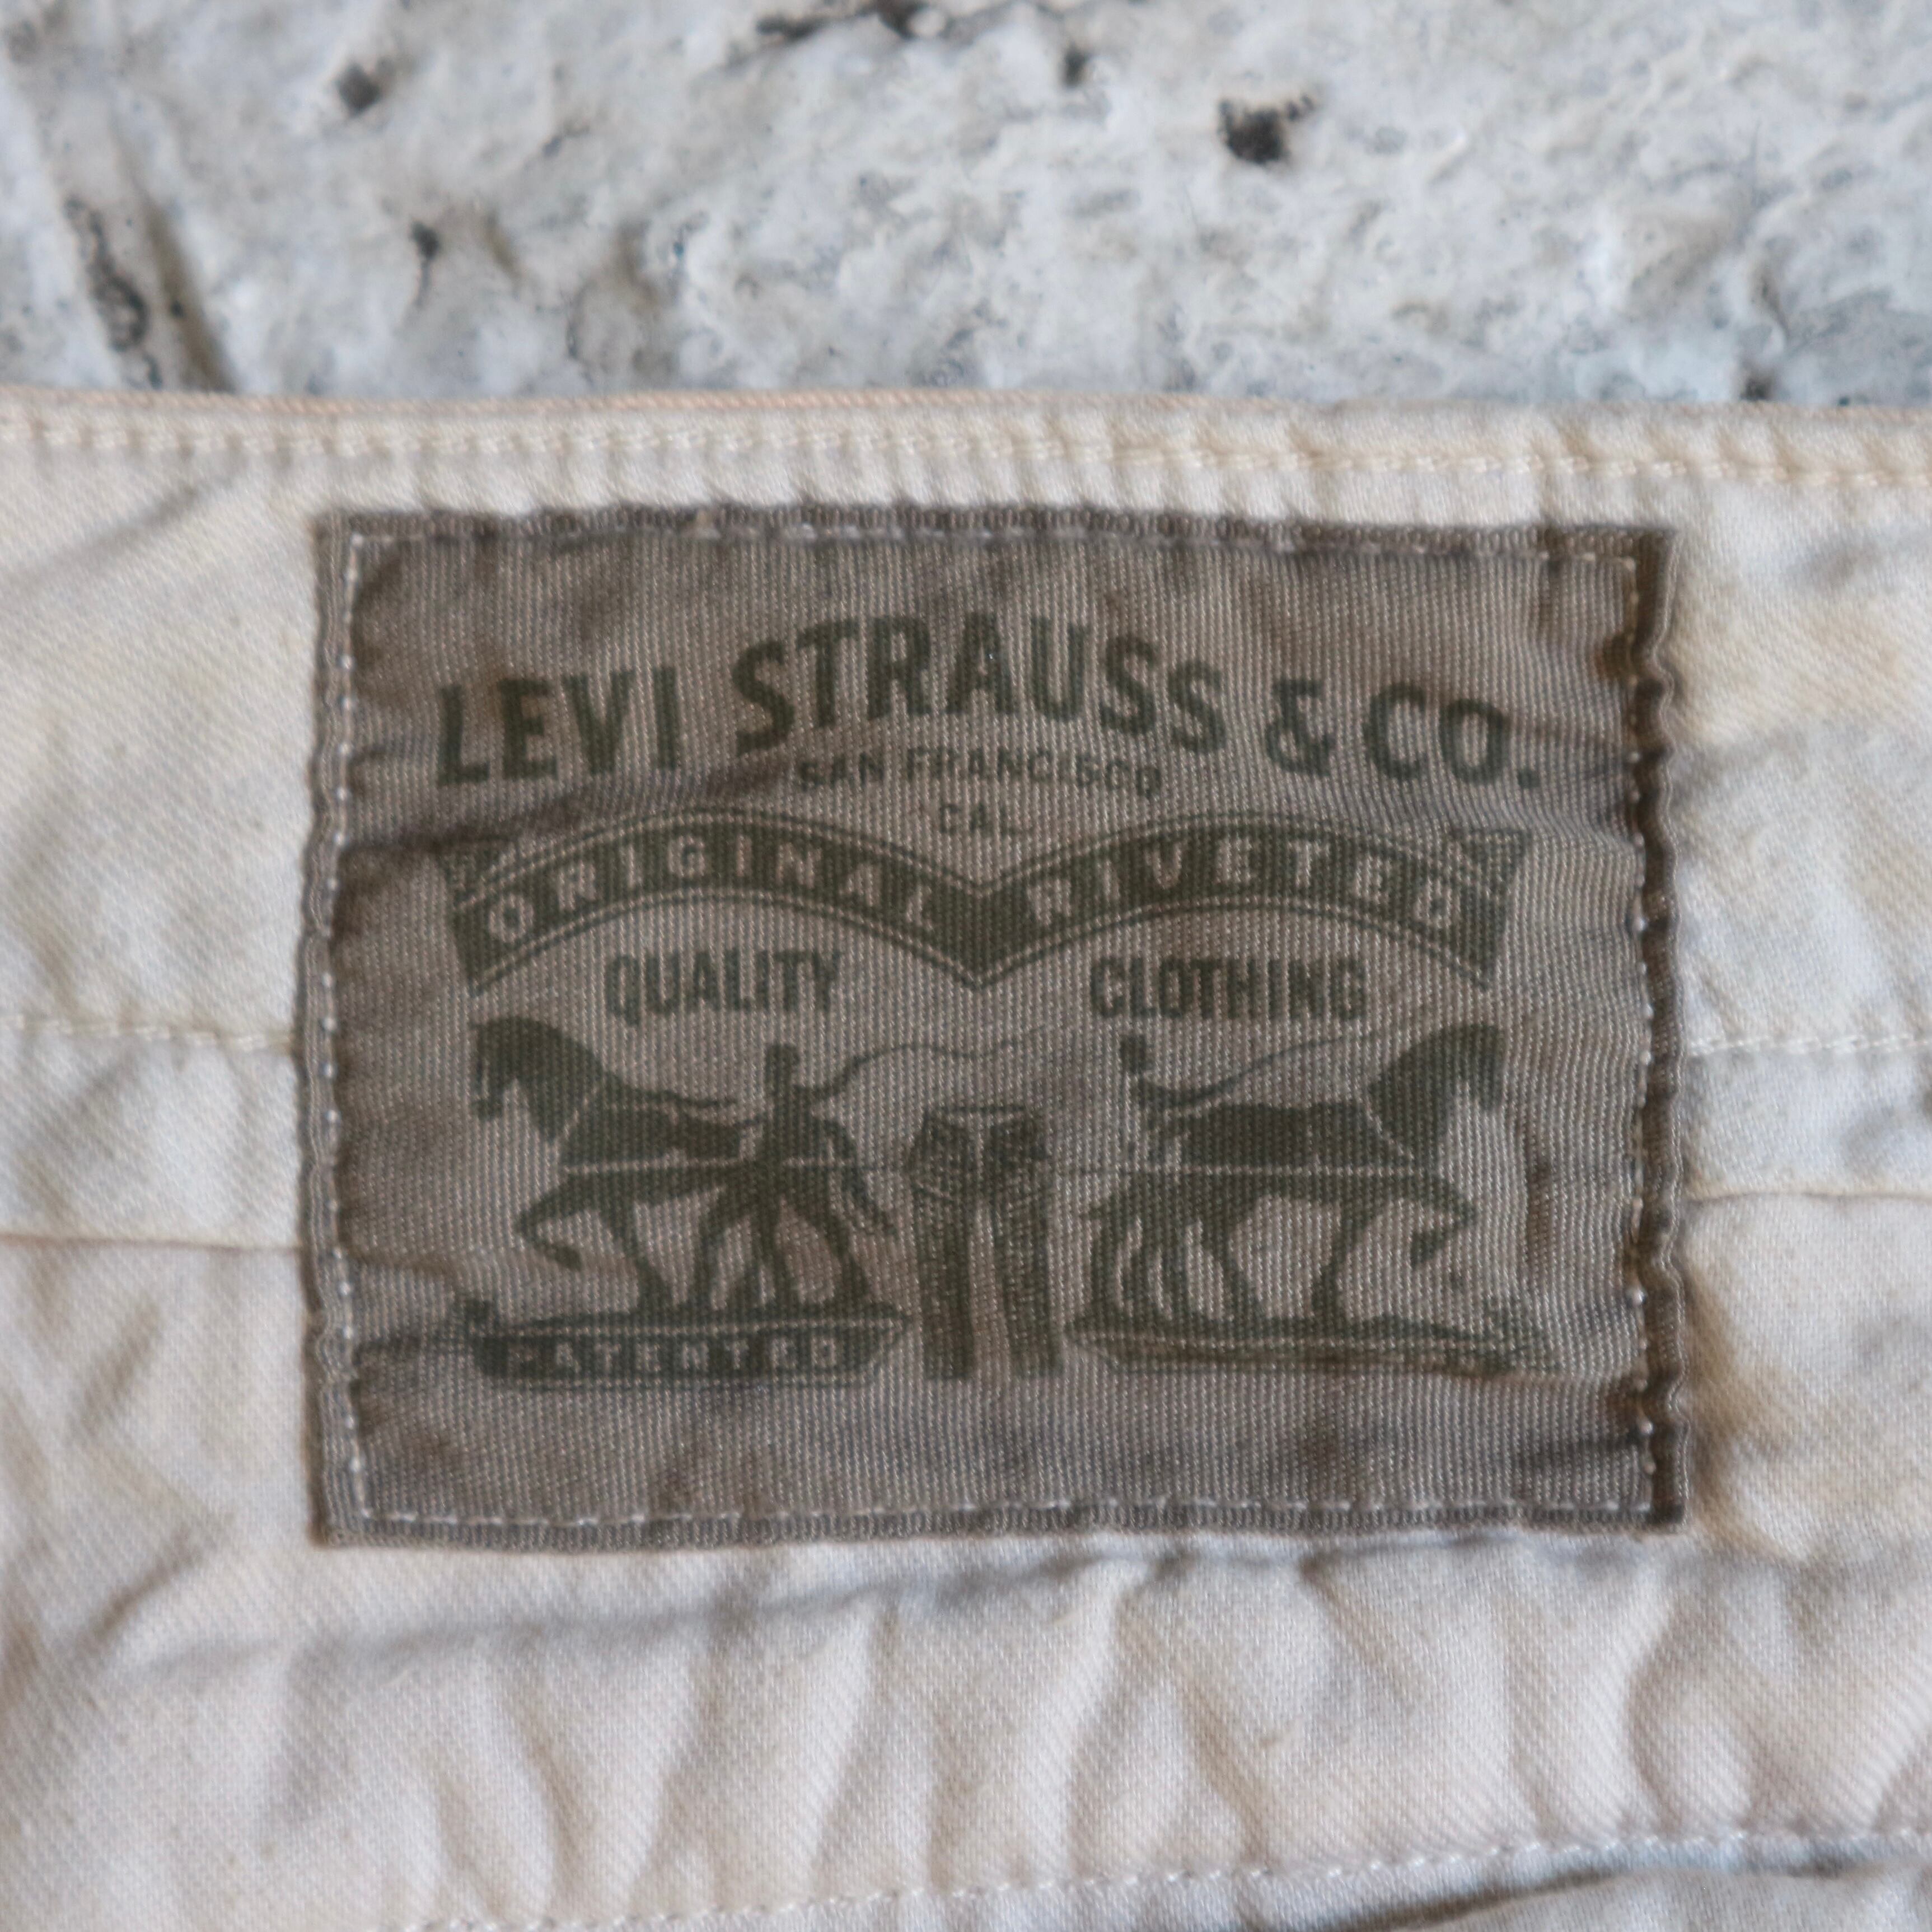 LEVI STRAUSS & CO.
SAN FRANCISCO
CAL.
ORIGINAL RIVETED
QUALITY CLOTHING
PATENTED